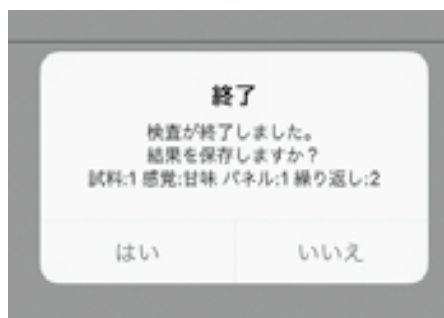 終了
検査が終了しました。
結果を保存しますか？
試料:1 感覚:甘味 パネル:1 繰り返し:2
はい いいえ